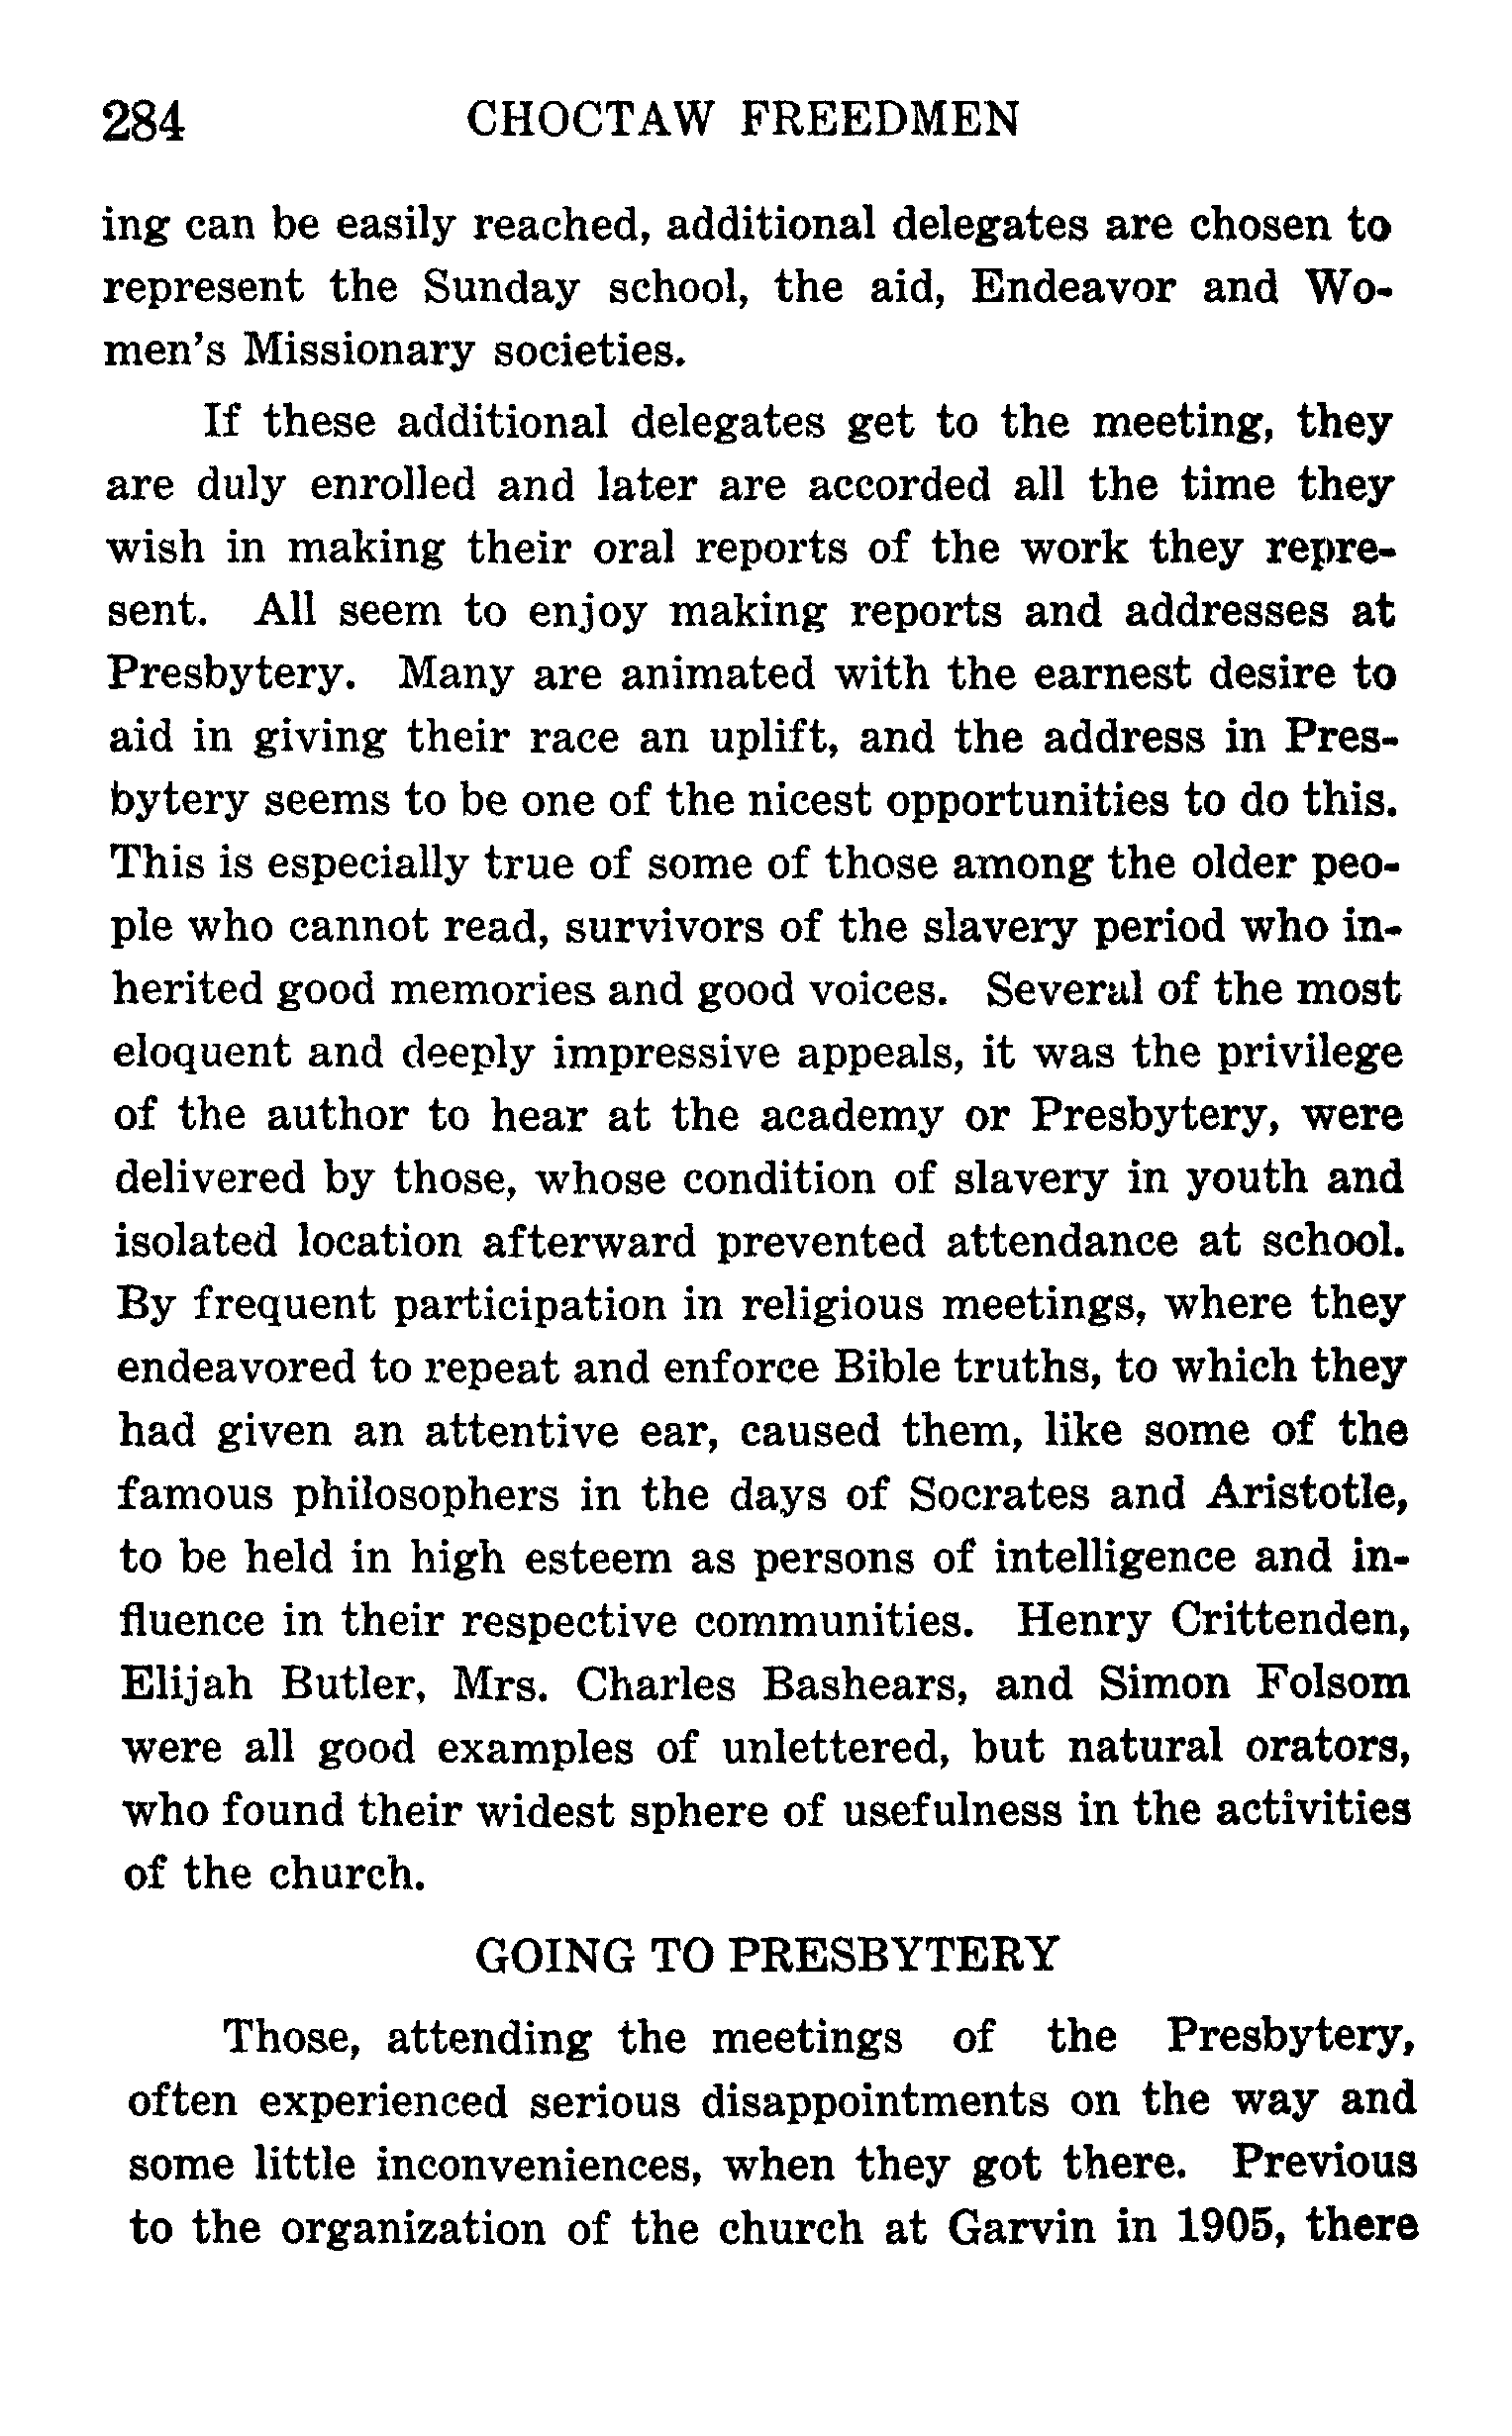 284 CHOCTAW FREEDMEN
ing can be easily reached, additional delegates are chosen to
represent the Sunday school, the aid, Endeavor and Wo-
men's Missionary societies.
If these additional delegates get to the meeting, they
are duly enrolled and later are accorded all the time they
wish in making their oral reports of the work they repre-
sent. All seem to enjoy making reports and addresses at
Presbytery. Many are animated with the earnest desire to
aid in giving their race an uplift, and the address in Pres-
bytery seems to be one of the nicest opportunities to do this.
This is especially true of some of those among the older peo-
ple who cannot read, survivors of the slavery period who in-
herited good memories and good voices. Several of the most
eloquent and deeply impressive appeals, it was the privilege
of the author to hear at the academy or Presbytery, were
delivered by those, whose condition of slavery in youth and
isolated location afterward prevented attendance at school.
By frequent participation in religious meetings, where they
endeavored to repeat and enforce Bible truths, to which they
had given an attentive ear, caused them, like some of the
famous philosophers in the days of Socrates and Aristotle,
to be held in high esteem as persons of intelligence and in-
fluence in their respective communities. Henry Crittenden,
Elijah Butler, Mrs. Charles Bashears, and Simon Folsom
were all good examples of unlettered, but natural orators,
who found their widest sphere of usefulness in the activities
of the church.
GOING TO PRESBYTERY
Those, attending the meetings of the Presbytery,
often experienced serious disappointments on the way and
some little inconveniences, when they got there. Previous
to the organization of the church at Garvin in 1905, there